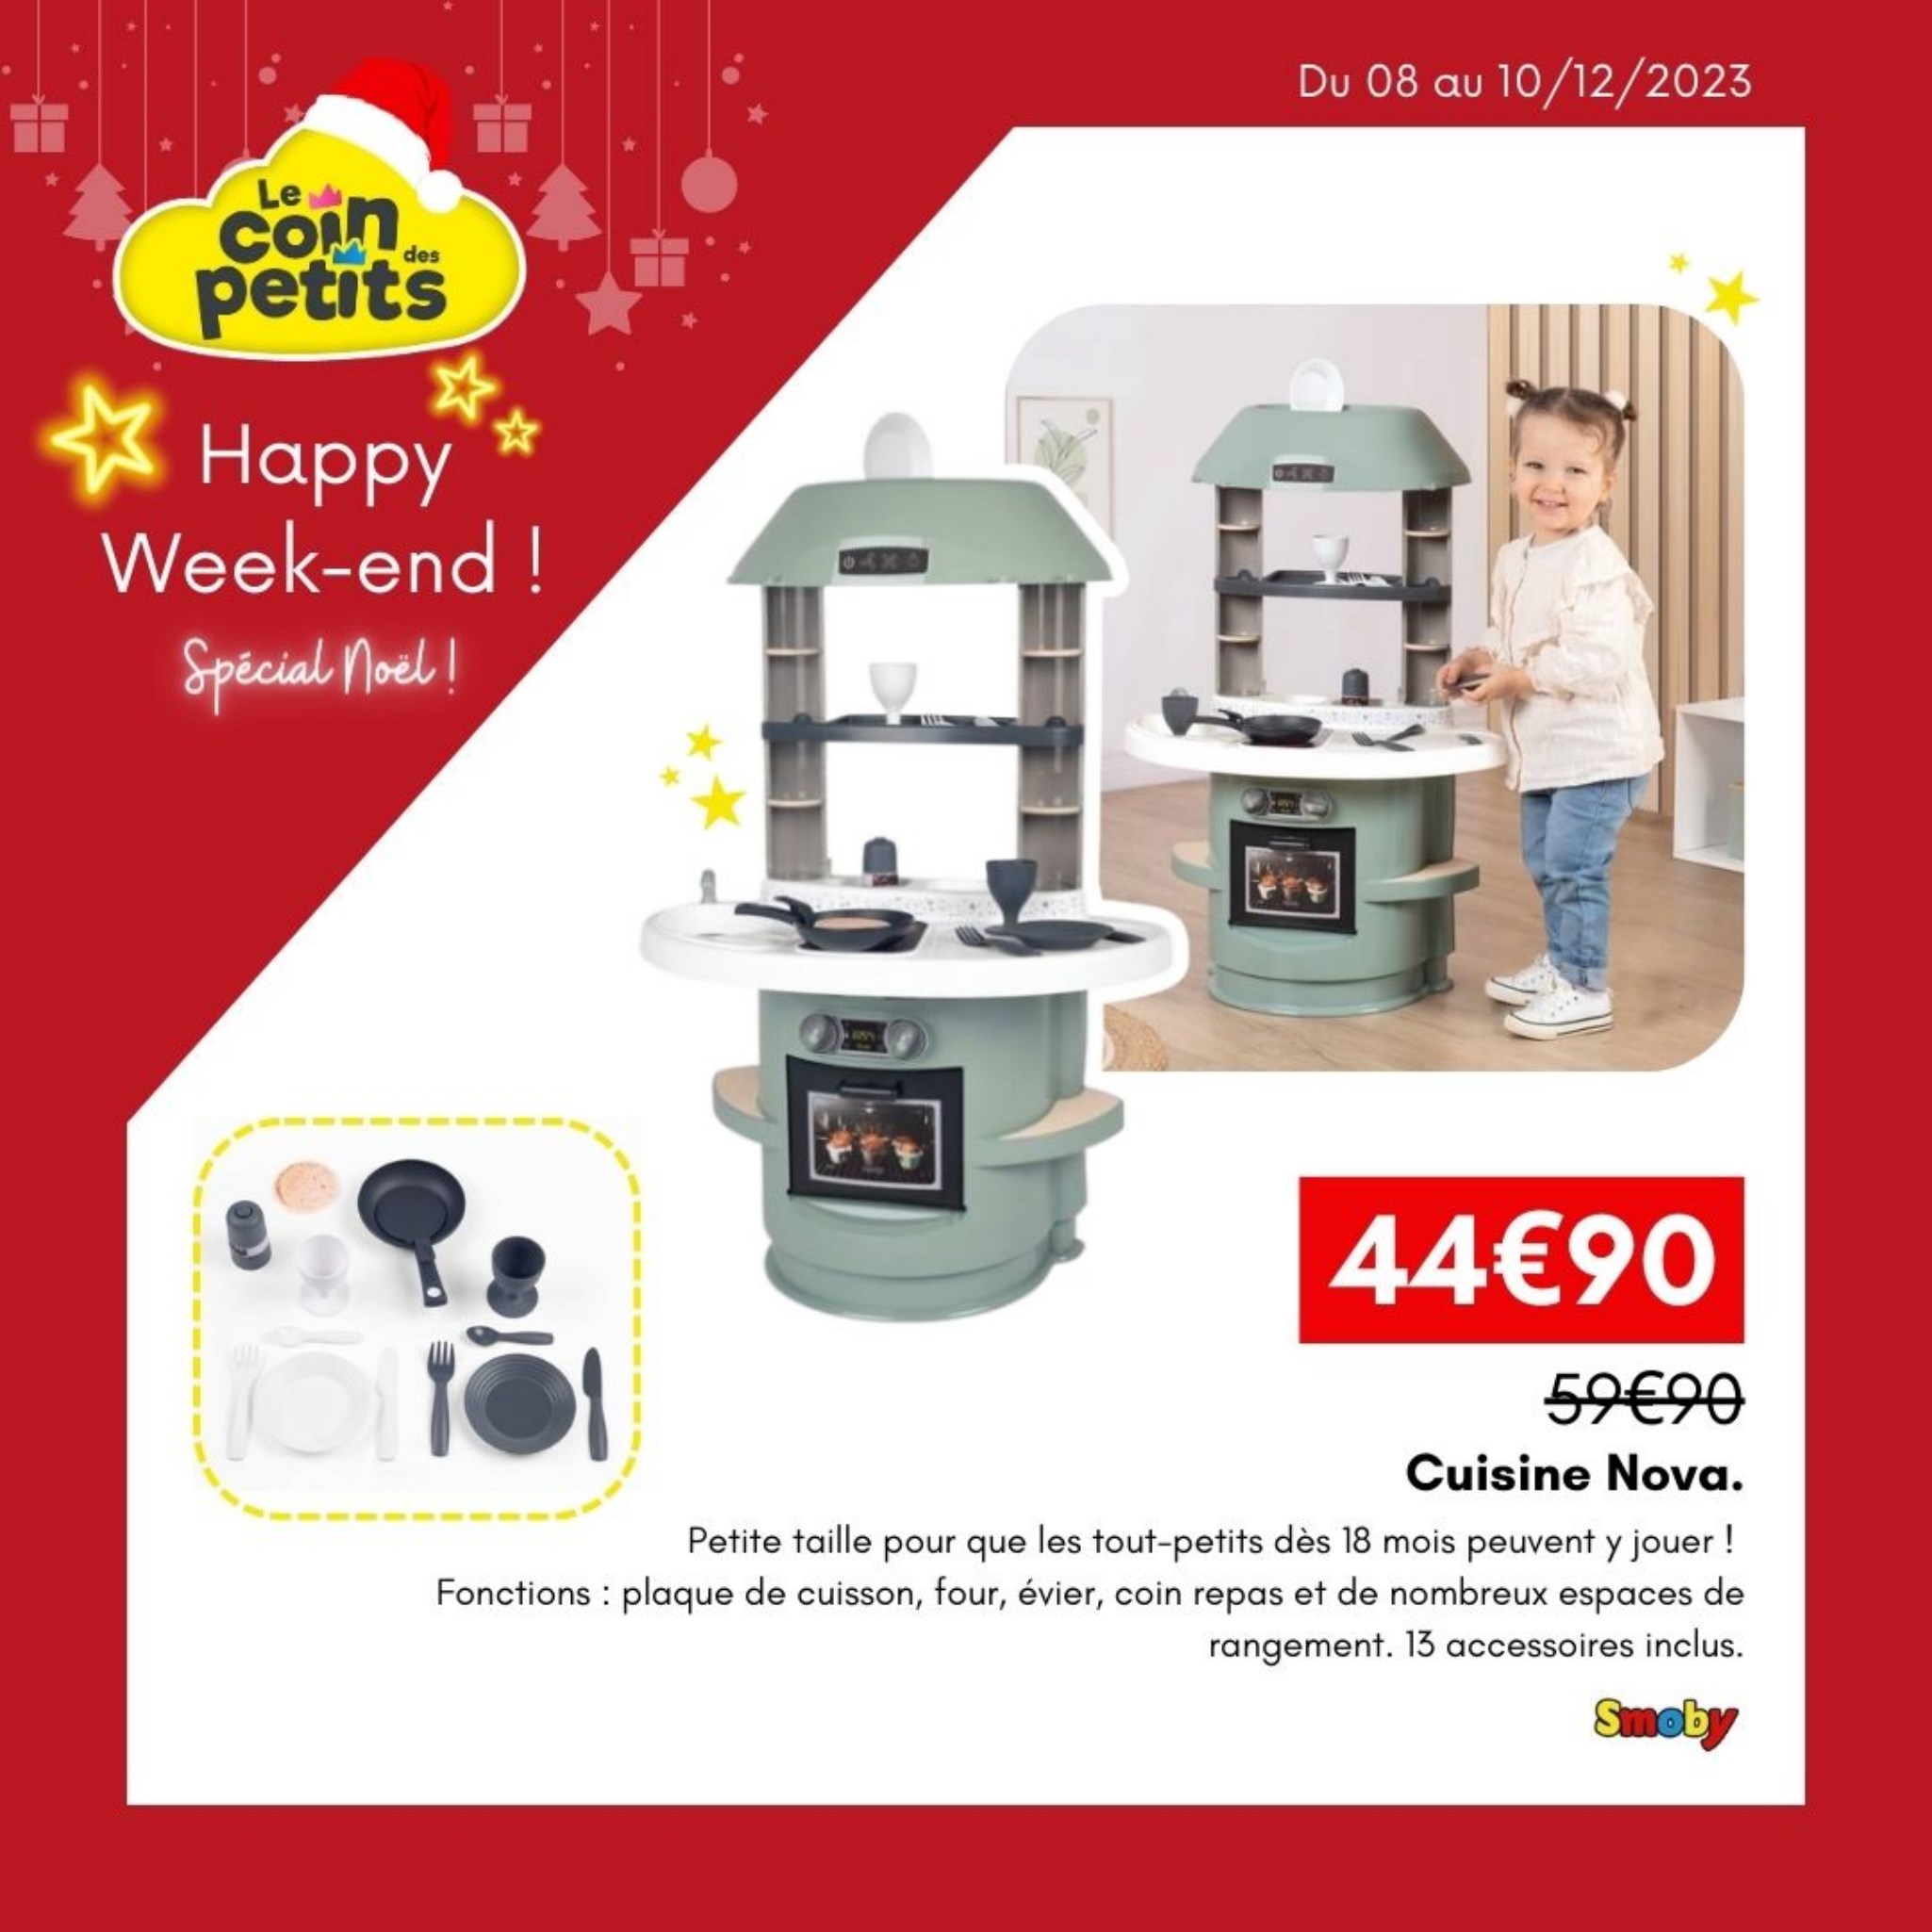 Du 08 au 10/12/2023
Le
coin
des
petits
Happy
Week-end !
Spécial Noël !
44€90
59€90
Cuisine Nova.
Petite taille pour que les tout-petits dès 18 mois peuvent y jouer !
Fonctions : plaque de cuisson, four, évier, coin repas et de nombreux espaces de
rangement. 13 accessoires inclus.
Smoby